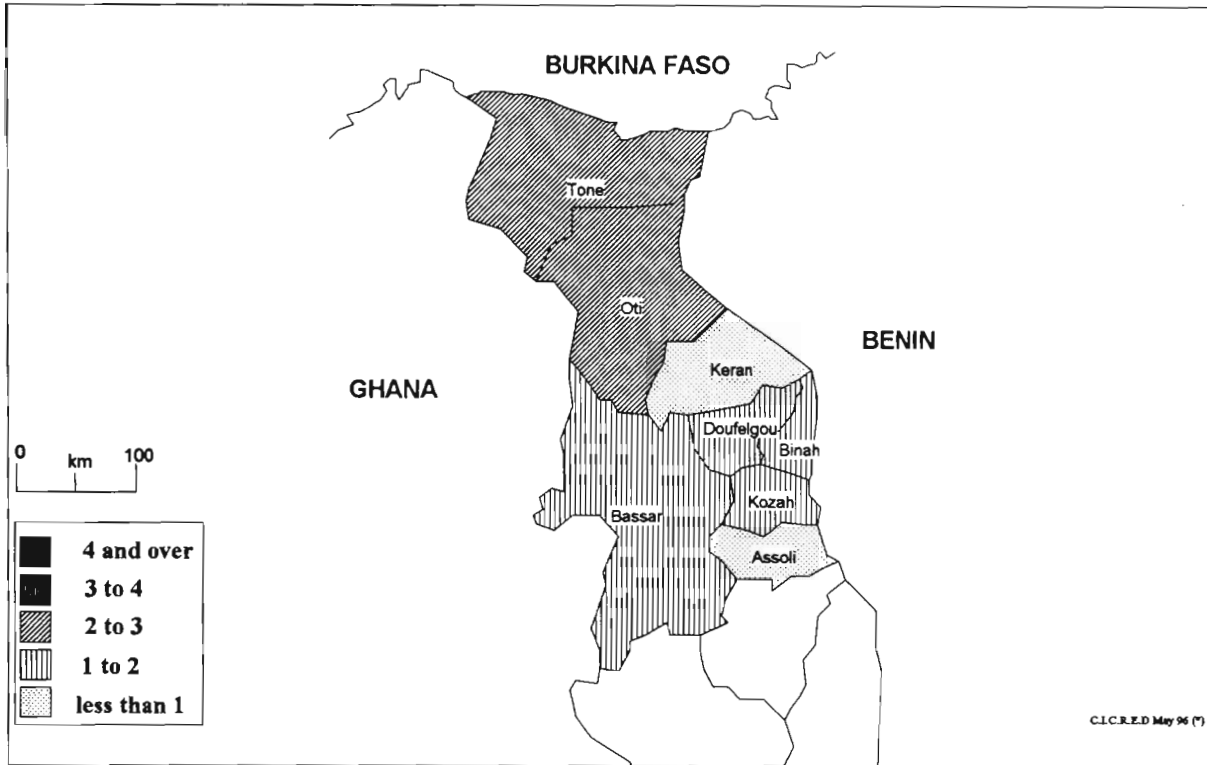 BURKINA FASO
Tone
Oti
BENIN
Keran
GHANA
Doufelgou
Binah
0 km 100
Kozah
Bassar
4 and over
Assoli
3 to 4
2 to 3
1 to 2
less than 1
C.I.C.R.E.D May 96 (*)